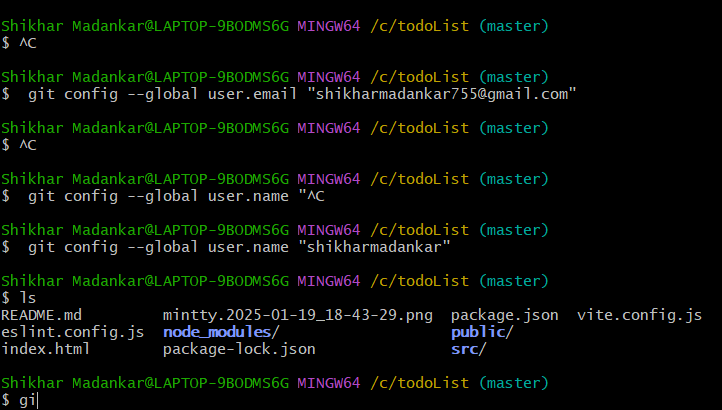 Shikhar Madankar@LAPTOP-9BODMS6G MINGW64 /c/todoList (master)
$ ^C
Shikhar Madankar@LAPTOP-9BODMS6G MINGW64 /c/todoList (master)
$  git config --global user.email "shikharmadankar755@gmail.com"
Shikhar Madankar@LAPTOP-9BODMS6G MINGW64 /c/todoList (master)
$ ^C
Shikhar Madankar@LAPTOP-9BODMS6G MINGW64 /c/todoList (master)
$  git config --global user.name "^C
Shikhar Madankar@LAPTOP-9BODMS6G MINGW64 /c/todoList (master)
$  git config --global user.name "shikharmadankar"
Shikhar Madankar@LAPTOP-9BODMS6G MINGW64 /c/todoList (master)
$ ls
README.md         mintty.2025-01-19_18-43-29.png  package.json  vite.config.js
eslint.config.js  node_modules/                   public/
index.html        package-lock.json               src/
Shikhar Madankar@LAPTOP-9BODMS6G MINGW64 /c/todoList (master)
$ gi